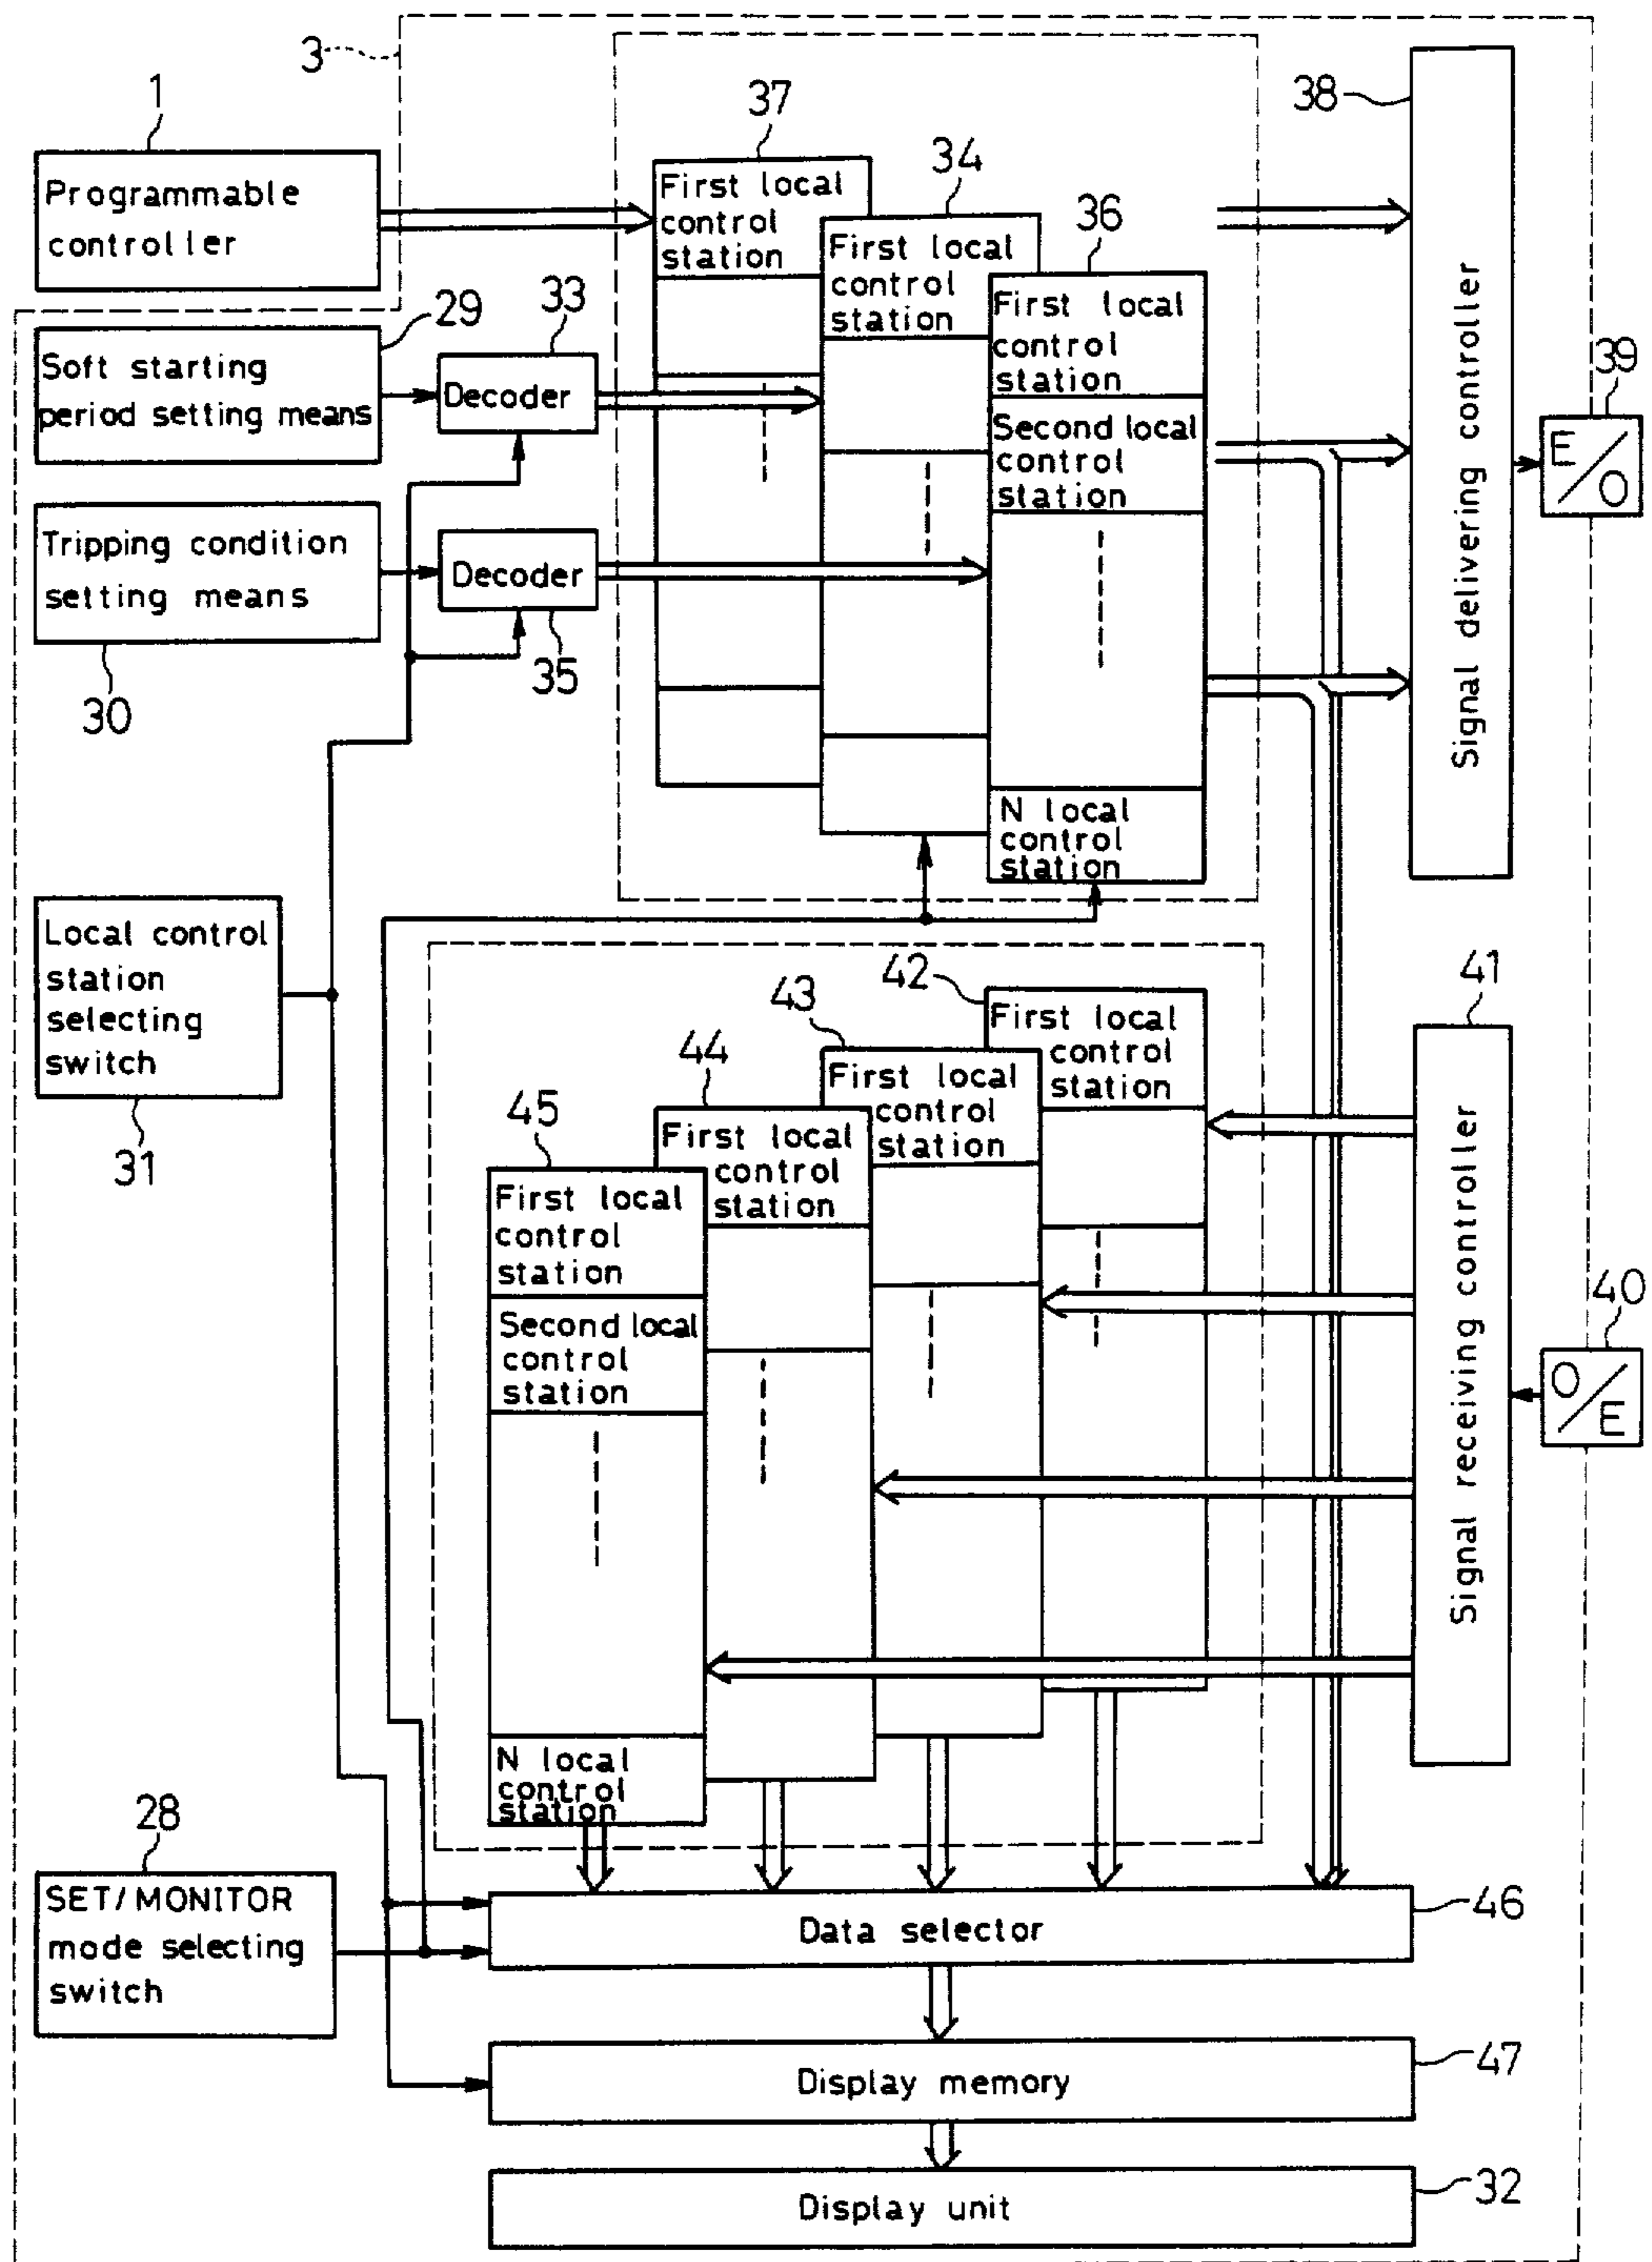 3
1
Programmable
controller
37
First local
control
station
34
First local
control
station
36
First local
control
station
Second local
control
station
N local
control
station
38
Signal delivering controller
29
Soft starting
period setting means
33
Decoder
39
E/O
Tripping condition
setting means
30
Decoder
35
Local control
station
selecting
switch
31
42
First local
control
station
43
First local
control
station
44
First local
control
station
45
First local
control
station
Second local
control
station
N local
control
station
41
Signal receiving controller
40
O/E
28
SET/MONITOR
mode selecting
switch
Data selector
46
Display memory
47
Display unit
32